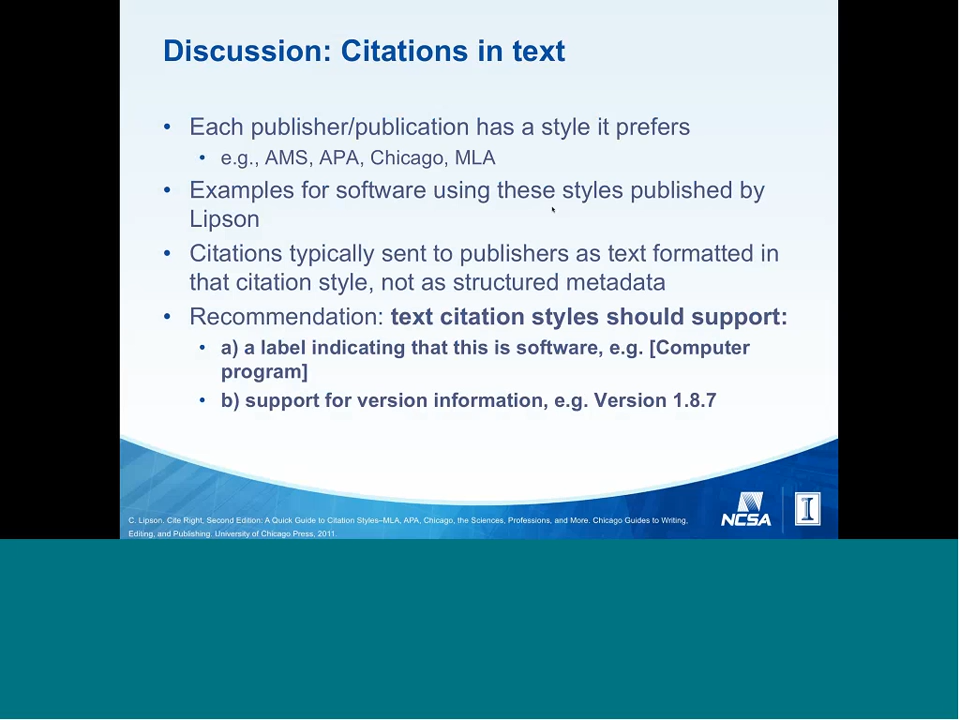 Discussion: Citations in text
• Each publisher/publication has a style it prefers
• e.g., AMS, APA, Chicago, MLA
• Examples for software using these styles published by
Lipson
• Citations typically sent to publishers as text formatted in
that citation style, not as structured metadata
• Recommendation: text citation styles should support:
• a) a label indicating that this is software, e.g. [Computer
program]
• b) support for version information, e.g. Version 1.8.7
C. Lipson. Cite Right, Second Edition: A Quick Guide to Citation Styles–MLA, APA, Chicago, the Sciences, Professions, and More. Chicago Guides to Writing,
Editing, and Publishing. University of Chicago Press, 2011.
NCSA
I